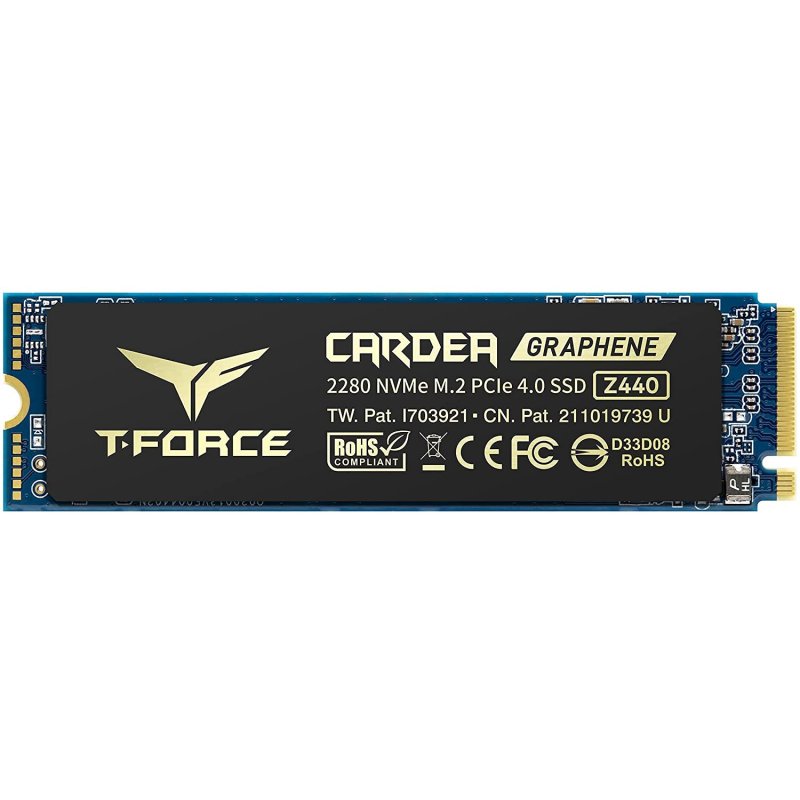 T-FORCE
CARDEA GRAPHENE
2280 NVMe M.2 PCIe 4.0 SSD Z440
TW. Pat. I703921 · CN. Pat. 211019739 U
RoHS
COMPLIANT
CE FC D33D08
RoHS
P
HL